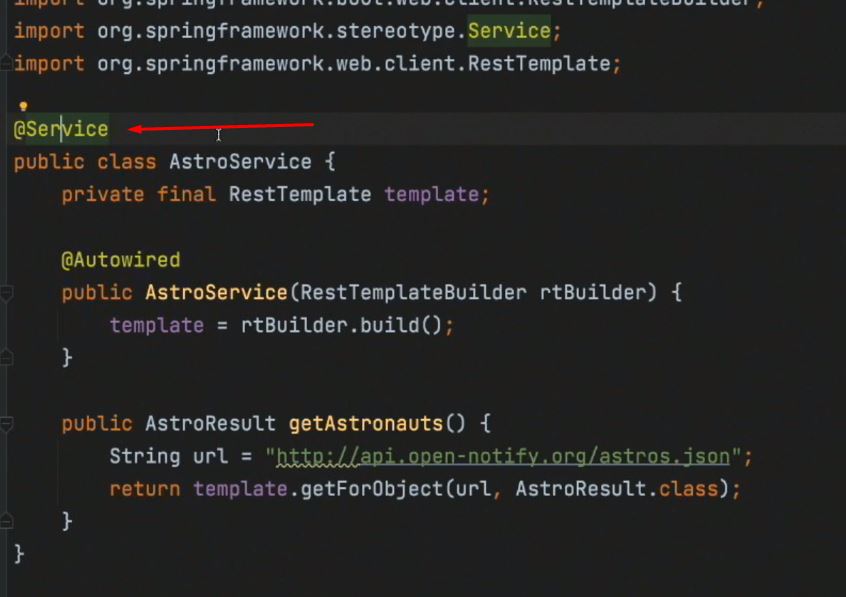 import org.springframework.boot.web.client.RestTemplateBuilder;
import org.springframework.stereotype.Service;
import org.springframework.web.client.RestTemplate;
@Service
public class AstroService {
private final RestTemplate template;
@Autowired
public AstroService(RestTemplateBuilder rtBuilder) {
template = rtBuilder.build();
}
public AstroResult getAstronauts() {
String url = "http://api.open-notify.org/astros.json";
return template.getForObject(url, AstroResult.class);
}
}